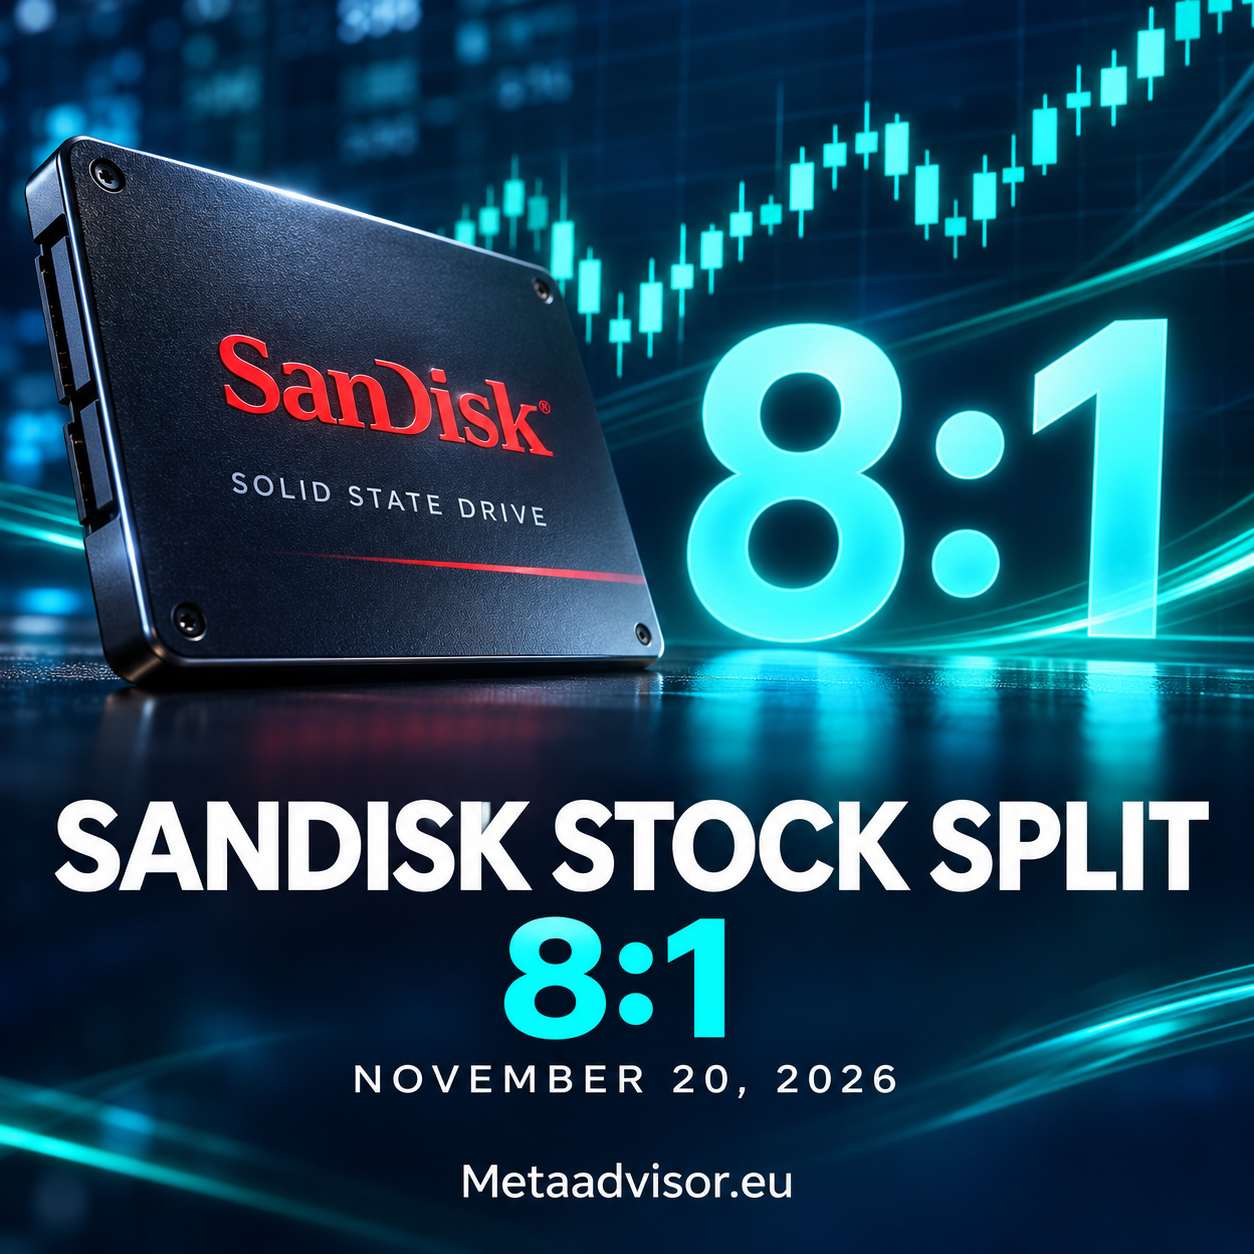 SanDisk®
SOLID STATE DRIVE
8:1
SANDISK STOCK SPLIT
8:1
NOVEMBER 20, 2026
Metaadvisor.eu